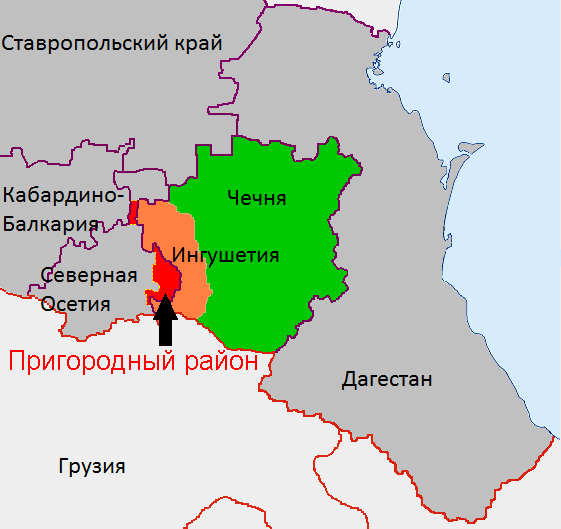 Ставропольский край
Кабардино-
Балкария
Чечня
Ингушетия
Северная
Осетия
Пригородный район
Дагестан
Грузия